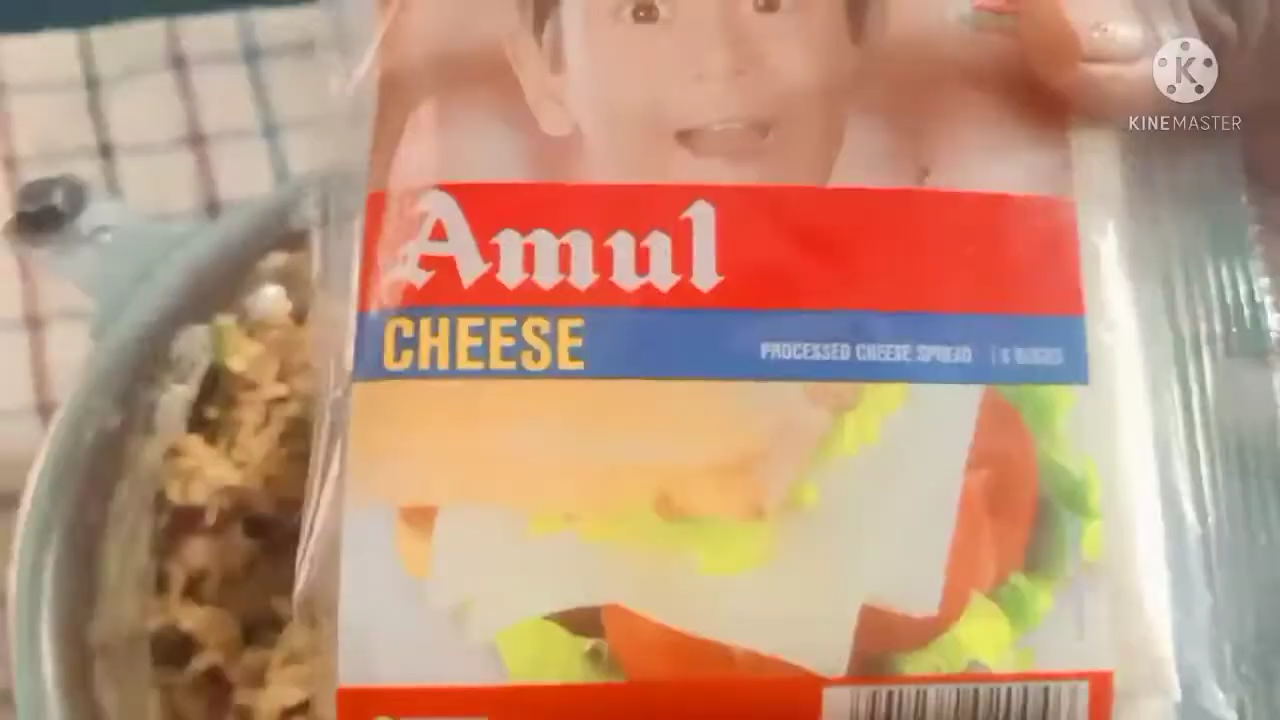 KINEMASTER
Amul
CHEESE
PROCESSED CHEESE SPREAD